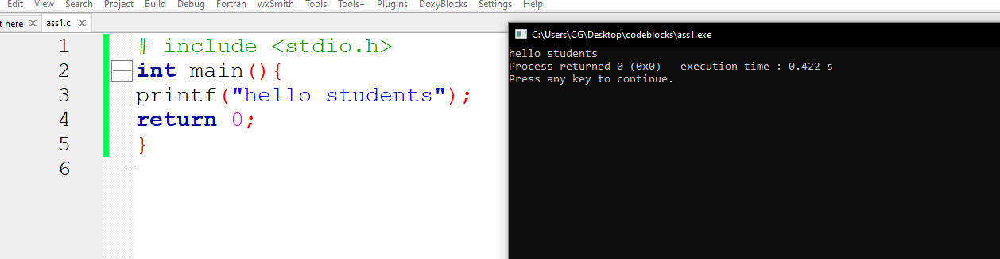 Edit View Search Project Build Debug Fortran wxSmith Tools Tools+ Plugins DoxyBlocks Settings Help
t here X ass1.c X
1 # include <stdio.h>
2 int main(){
3 printf("hello students");
4 return 0;
5 }
6
C:\Users\CG\Desktop\codeblocks\ass1.exe
hello students
Process returned 0 (0x0)   execution time : 0.422 s
Press any key to continue.